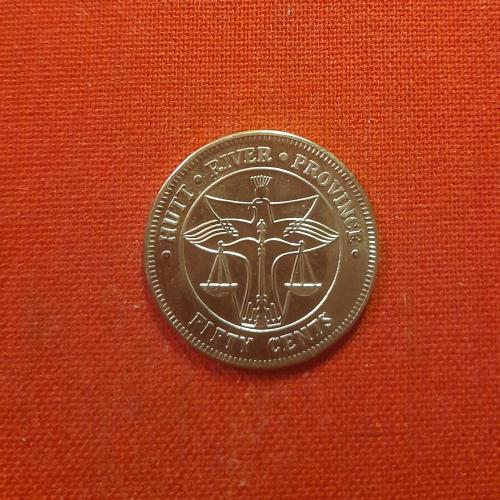 • HUTT • RIVER • PROVINCE •
FIFTY CENTS